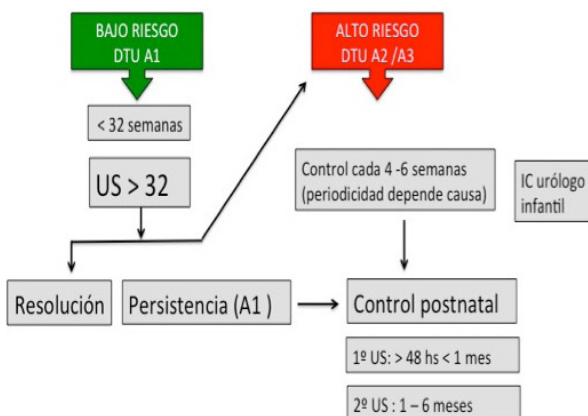 BAJO RIESGO
DTU A1
ALTO RIESGO
DTU A2 /A3
< 32 semanas
US > 32
Control cada 4 -6 semanas
(periodicidad depende causa)
IC urólogo
infantil
Resolución
Persistencia (A1 )
Control postnatal
1º US: > 48 hs < 1 mes
2º US : 1 – 6 meses